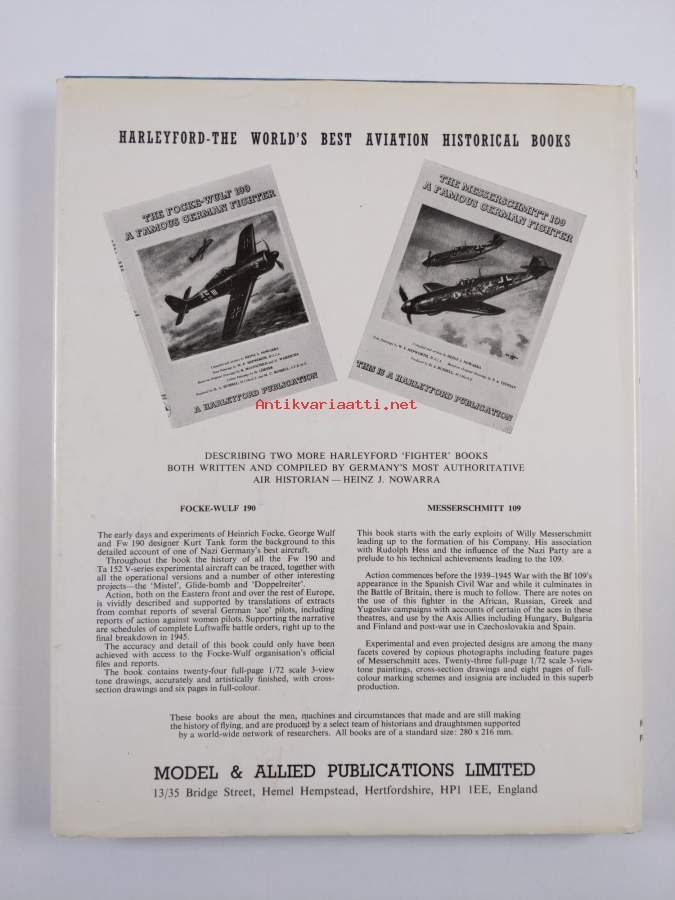 HARLEYFORD-THE WORLD'S BEST AVIATION HISTORICAL BOOKS
THE FOCKE-WULF 190
A FAMOUS GERMAN FIGHTER
A HARLEYFORD PUBLICATION
THE MESSERSCHMITT 109
A FAMOUS GERMAN FIGHTER
THIS IS A HARLEYFORD PUBLICATION
Antikvariaatti.net
DESCRIBING TWO MORE HARLEYFORD 'FIGHTER' BOOKS
BOTH WRITTEN AND COMPILED BY GERMANY'S MOST AUTHORITATIVE
AIR HISTORIAN — HEINZ J. NOWARRA
FOCKE-WULF 190
The early days and experiments of Heinrich Focke, George Wulf
and Fw 190 designer Kurt Tank form the background to this
detailed account of one of Nazi Germany's best aircraft.
Throughout the book the history of all the Fw 190 and
Ta 152 V-series experimental aircraft can be traced, together with
all the operational versions and a number of other interesting
projects—the 'Mistel', Glide-bomb and 'Doppelreiter'.
Action, both on the Eastern front and over the rest of Europe,
is vividly described and supported by translations of extracts
from combat reports of several German 'ace' pilots, including
reports of action against women pilots. Supporting the narrative
are schedules of complete Luftwaffe battle orders, right up to the
final breakdown in 1945.
The accuracy and detail of this book could only have been
achieved with access to the Focke-Wulf organisation's official
files and reports.
The book contains twenty-four full-page 1/72 scale 3-view
tone drawings, accurately and artistically finished, with cross-
section drawings and six pages in full-colour.
MESSERSCHMITT 109
This book starts with the early exploits of Willy Messerschmitt
leading up to the formation of his Company. His association
with Rudolph Hess and the influence of the Nazi Party are a
prelude to his technical achievements leading to the 109.
Action commences before the 1939–1945 War with the Bf 109's
appearance in the Spanish Civil War and while it culminates in
the Battle of Britain, there is much to follow. There are notes on
the use of this fighter in the African, Russian, Greek and
Yugoslav campaigns with accounts of certain of the aces in these
theatres, and use by the Axis Allies including Hungary, Bulgaria
and Finland and post-war use in Czechoslovakia and Spain.
Experimental and even projected designs are among the many
facets covered by copious photographs including feature pages
of Messerschmitt aces. Twenty-three full-page 1/72 scale 3-view
tone paintings, cross-section drawings and eight pages of full-
colour marking schemes and insignia are included in this superb
production.
These books are about the men, machines and circumstances that made and are still making
the history of flying, and are produced by a select team of historians and draughtsmen supported
by a world-wide network of researchers. All books are of a standard size: 280 x 216 mm.
MODEL & ALLIED PUBLICATIONS LIMITED
13/35 Bridge Street, Hemel Hempstead, Hertfordshire, HP1 1EE, England